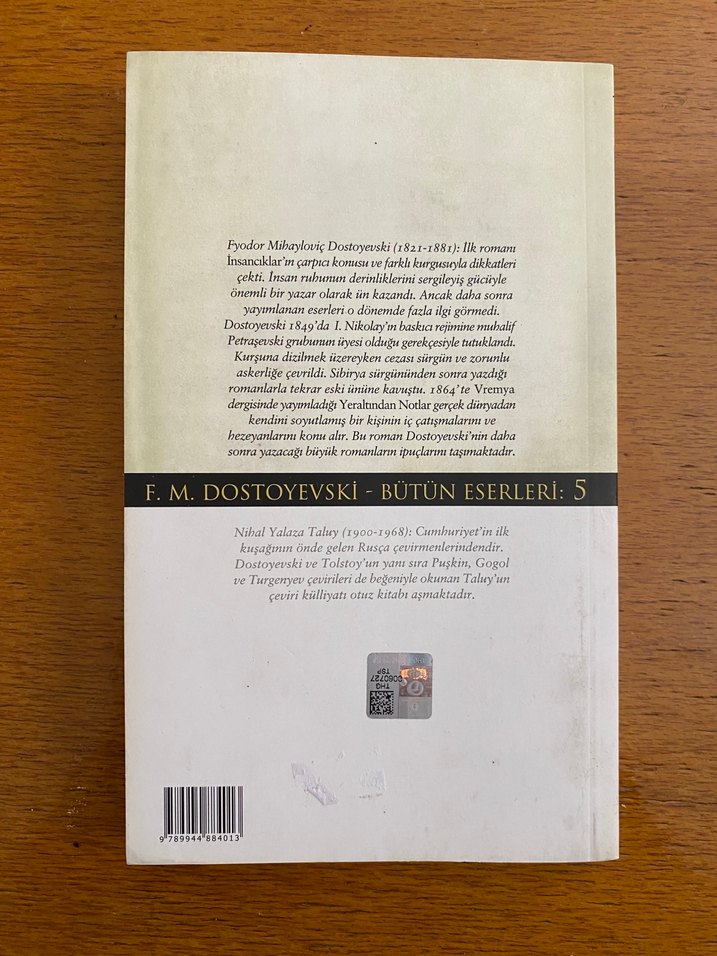 Fyodor Mihayloviç Dostoyevski (1821-1881): İlk romanı
İnsancıklar'ın çarpıcı konusu ve farklı kurgusuyla dikkatleri
çekti. İnsan ruhunun derinliklerini sergileyiş gücüyle
önemli bir yazar olarak ün kazandı. Ancak daha sonra
yayımlanan eserleri o dönemde fazla ilgi görmedi.
Dostoyevski 1849'da I. Nikolay'ın baskıcı rejimine muhalif
Petraşevski grubunun üyesi olduğu gerekçesiyle tutuklandı.
Kurşuna dizilmek üzereyken cezası sürgün ve zorunlu
askerliğe çevrildi. Sibirya sürgününden sonra yazdığı
romanlarla tekrar eski ününe kavuştu. 1864'te Vremya
dergisinde yayımladığı Yeraltından Notlar gerçek dünyadan
kendini soyutlamış bir kişinin iç çatışmalarını ve
hezeyanlarını konu alır. Bu roman Dostoyevski'nin daha
sonra yazacağı büyük romanların ipuçlarını taşımaktadır.
F. M. DOSTOYEVSKİ - BÜTÜN ESERLERİ: 5
Nihal Yalaza Taluy (1900-1968): Cumhuriyet'in ilk
kuşağının önde gelen Rusça çevirmenlerindendir.
Dostoyevski ve Tolstoy'un yanı sıra Puşkin, Gogol
ve Turgenyev çevirileri de beğeniyle okunan Taluy'un
çeviri külliyatı otuz kitabı aşmaktadır.
THG
0060727
TSP
9 789944 884013